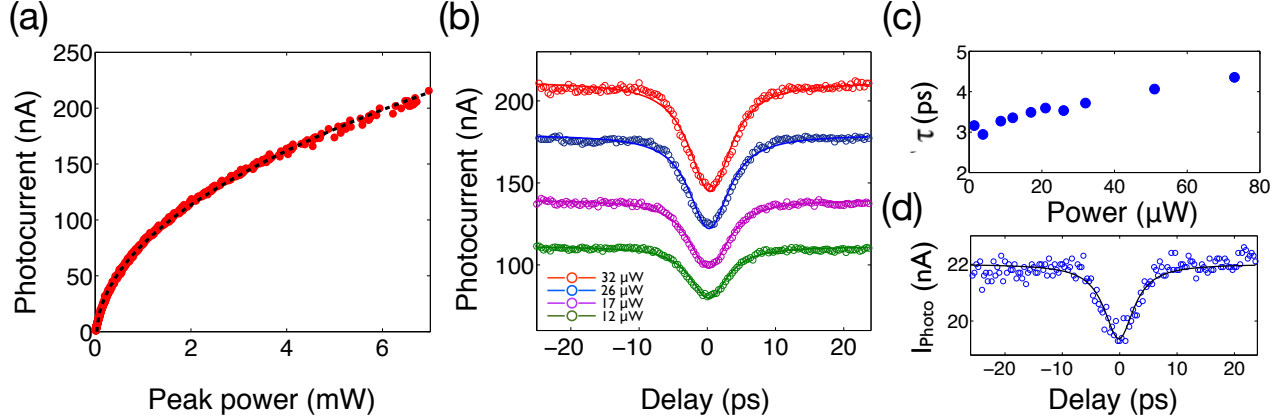 (a)
Photocurrent (nA)
250
200
150
100
50
0
0 2 4 6
Peak power (mW)
(b)
Photocurrent (nA)
200
150
100
32 µW
26 µW
17 µW
12 µW
−20 −10 0 10 20
Delay (ps)
(c)
τ (ps)
5
4
3
2
0 20 40 60 80
Power (µW)
(d)
IPhoto (nA)
22
20
−20 −10 0 10 20
Delay (ps)